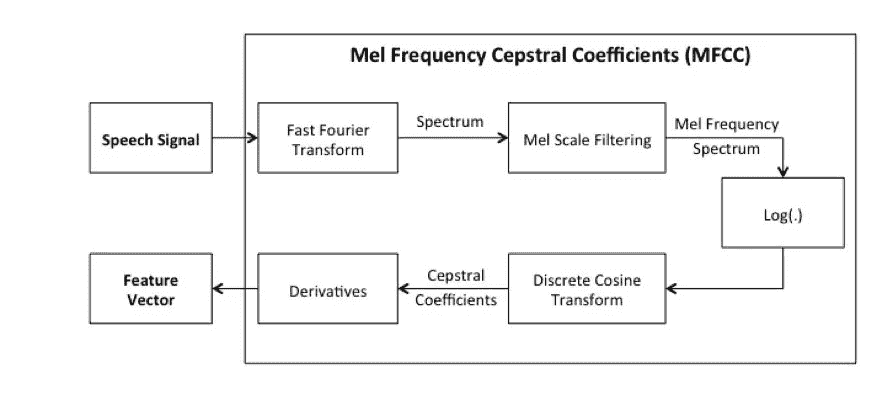 Mel Frequency Cepstral Coefficients (MFCC)
Speech Signal
Fast Fourier
Transform
Spectrum
Mel Scale Filtering
Mel Frequency
Spectrum
Log(.)
Discrete Cosine
Transform
Cepstral
Coefficients
Derivatives
Feature
Vector